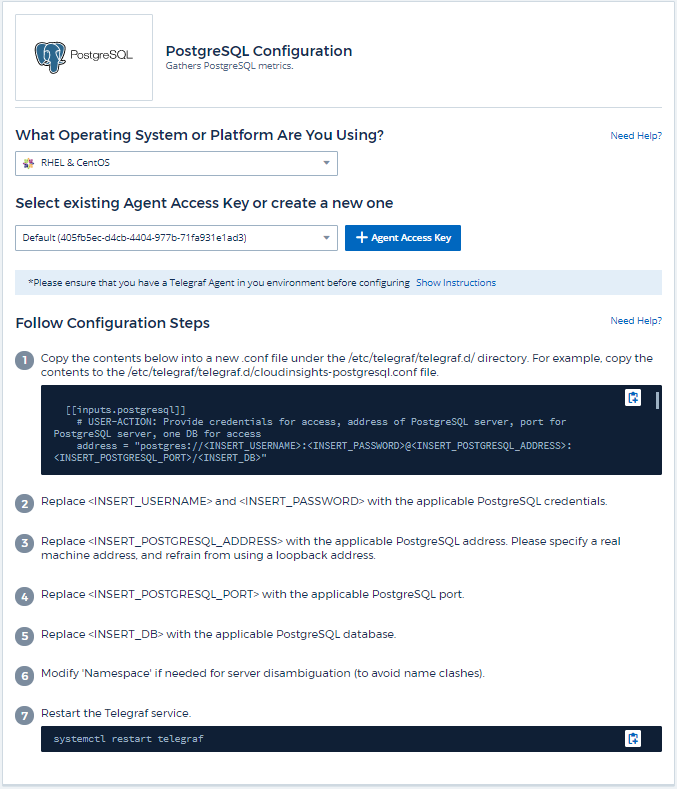 PostgreSQL
PostgreSQL Configuration
Gathers PostgreSQL metrics.
What Operating System or Platform Are You Using?
Need Help?
RHEL & CentOS
Select existing Agent Access Key or create a new one
Default (405fb5ec-d4cb-4404-977b-71fa931e1ad3)
+ Agent Access Key
*Please ensure that you have a Telegraf Agent in you environment before configuring Show Instructions
Follow Configuration Steps
Need Help?
1 Copy the contents below into a new .conf file under the /etc/telegraf/telegraf.d/ directory. For example, copy the
contents to the /etc/telegraf/telegraf.d/cloudinsights-postgresql.conf file.
[[inputs.postgresql]]
# USER-ACTION: Provide credentials for access, address of PostgreSQL server, port for
PostgreSQL server, one DB for access
address = "postgres://<INSERT_USERNAME>:<INSERT_PASSWORD>@<INSERT_POSTGRESQL_ADDRESS>:
<INSERT_POSTGRESQL_PORT>/<INSERT_DB>"
2 Replace <INSERT_USERNAME> and <INSERT_PASSWORD> with the applicable PostgreSQL credentials.
3 Replace <INSERT_POSTGRESQL_ADDRESS> with the applicable PostgreSQL address. Please specify a real
machine address, and refrain from using a loopback address.
4 Replace <INSERT_POSTGRESQL_PORT> with the applicable PostgreSQL port.
5 Replace <INSERT_DB> with the applicable PostgreSQL database.
6 Modify 'Namespace' if needed for server disambiguation (to avoid name clashes).
7 Restart the Telegraf service.
systemctl restart telegraf